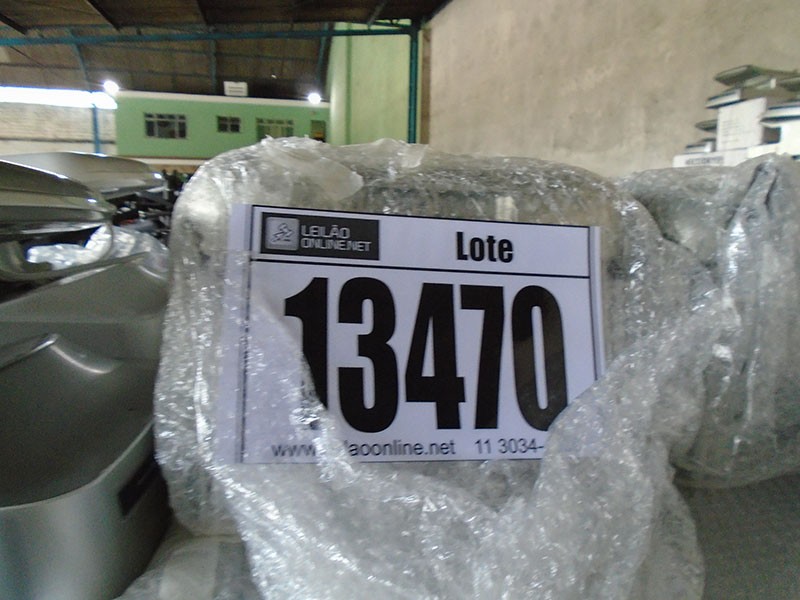 LEILÃO
ONLINE.NET
Lote
13470
www. laoonline.net 11 3034-